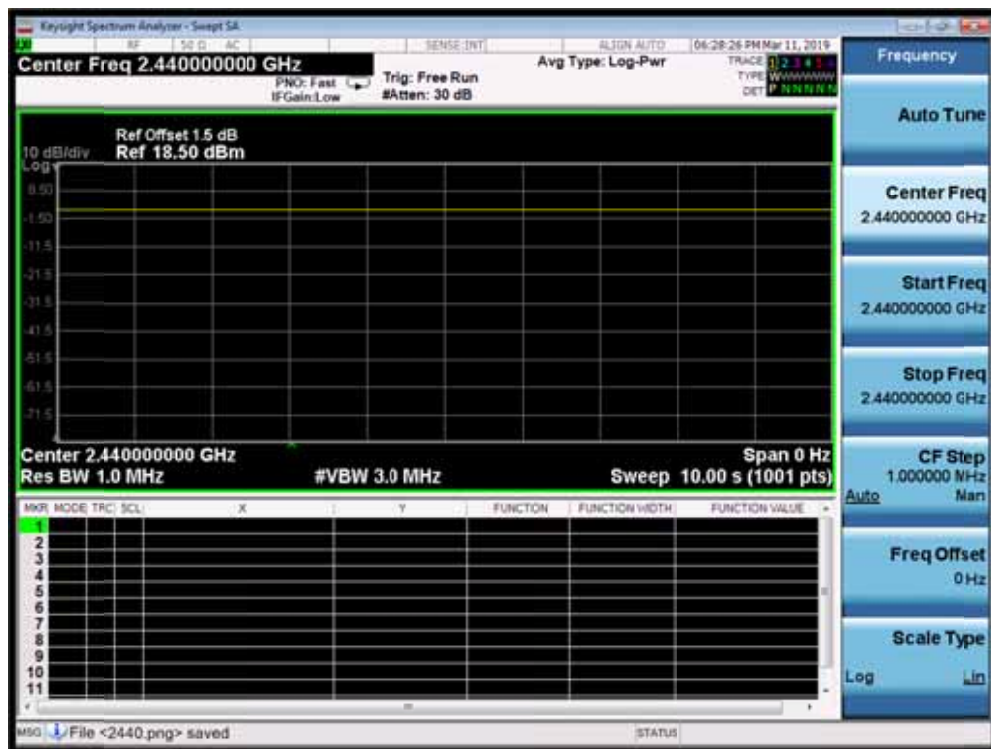 Keysight Spectrum Analyzer - Swept SA
RF 50 Ω AC SENSE:INT ALIGN AUTO 06:28:26 PM Mar 11, 2019
Center Freq 2.440000000 GHz
PNO: Fast
IFGain:Low
Trig: Free Run
#Atten: 30 dB
Avg Type: Log-Pwr
TRACE 1 2 3 4 5 6
TYPE WWWWWW
DET P N N N N N
Ref Offset 1.5 dB
10 dB/div Ref 18.50 dBm
Log
8.50
-1.50
-11.5
-21.5
-31.5
-41.5
-51.5
-61.5
-71.5
Center 2.440000000 GHz Span 0 Hz
Res BW 1.0 MHz #VBW 3.0 MHz Sweep 10.00 s (1001 pts)
MKR MODE TRC SCL X Y FUNCTION FUNCTION WIDTH FUNCTION VALUE
1
2
3
4
5
6
7
8
9
10
11
MSG File <2440.png> saved STATUS
Frequency
Auto Tune
Center Freq
2.440000000 GHz
Start Freq
2.440000000 GHz
Stop Freq
2.440000000 GHz
CF Step
1.000000 MHz
Auto Man
Freq Offset
0 Hz
Scale Type
Log Lin